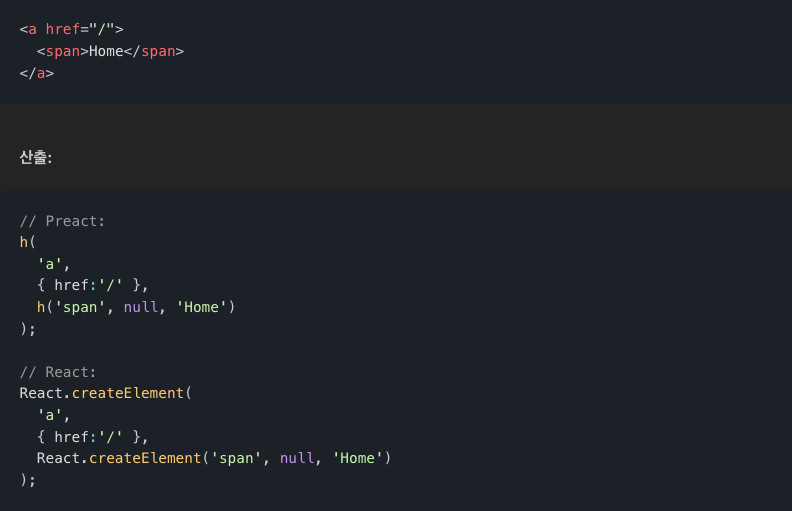 <a href="/">
  <span>Home</span>
</a>
산출:
// Preact:
h(
  'a',
  { href:'/' },
  h('span', null, 'Home')
);
// React:
React.createElement(
  'a',
  { href:'/' },
  React.createElement('span', null, 'Home')
);